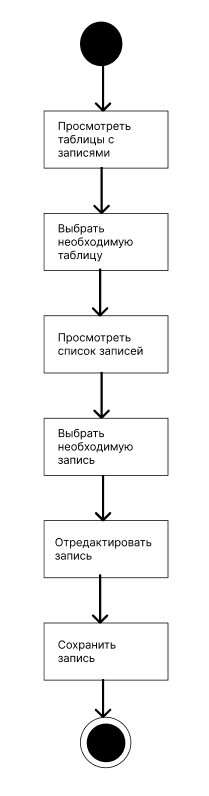 Просмотреть
таблицы с
записями
Выбрать
необходимую
таблицу
Просмотреть
список записей
Выбрать
необходимую
запись
Отредактировать
запись
Сохранить
запись